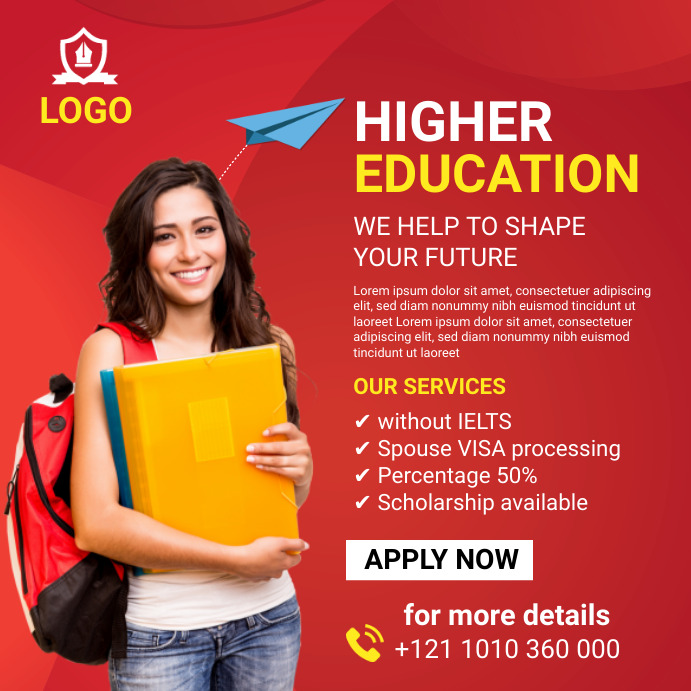 LOGO
HIGHER
EDUCATION
WE HELP TO SHAPE
YOUR FUTURE
Lorem ipsum dolor sit amet, consectetuer adipiscing
elit, sed diam nonummy nibh euismod tincidunt ut
laoreet Lorem ipsum dolor sit amet, consectetuer
adipiscing elit, sed diam nonummy nibh euismod
tincidunt ut laoreet
OUR SERVICES
✔ without IELTS
✔ Spouse VISA processing
✔ Percentage 50%
✔ Scholarship available
APPLY NOW
for more details
+121 1010 360 000